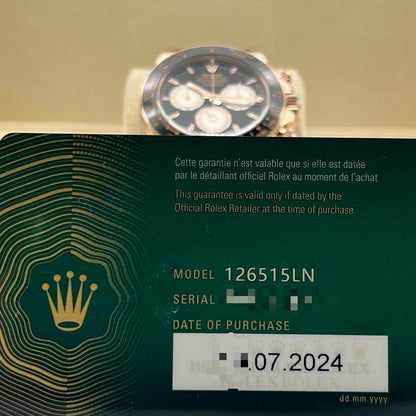 Cette garantie n'est valable que si elle est datée
par le détaillant officiel Rolex au moment de l'achat
This guarantee is valid only if dated by the
Official Rolex Retailer at the time of purchase
MODEL 126515LN
SERIAL
DATE OF PURCHASE
.07.2024
dd.mm.yyyy